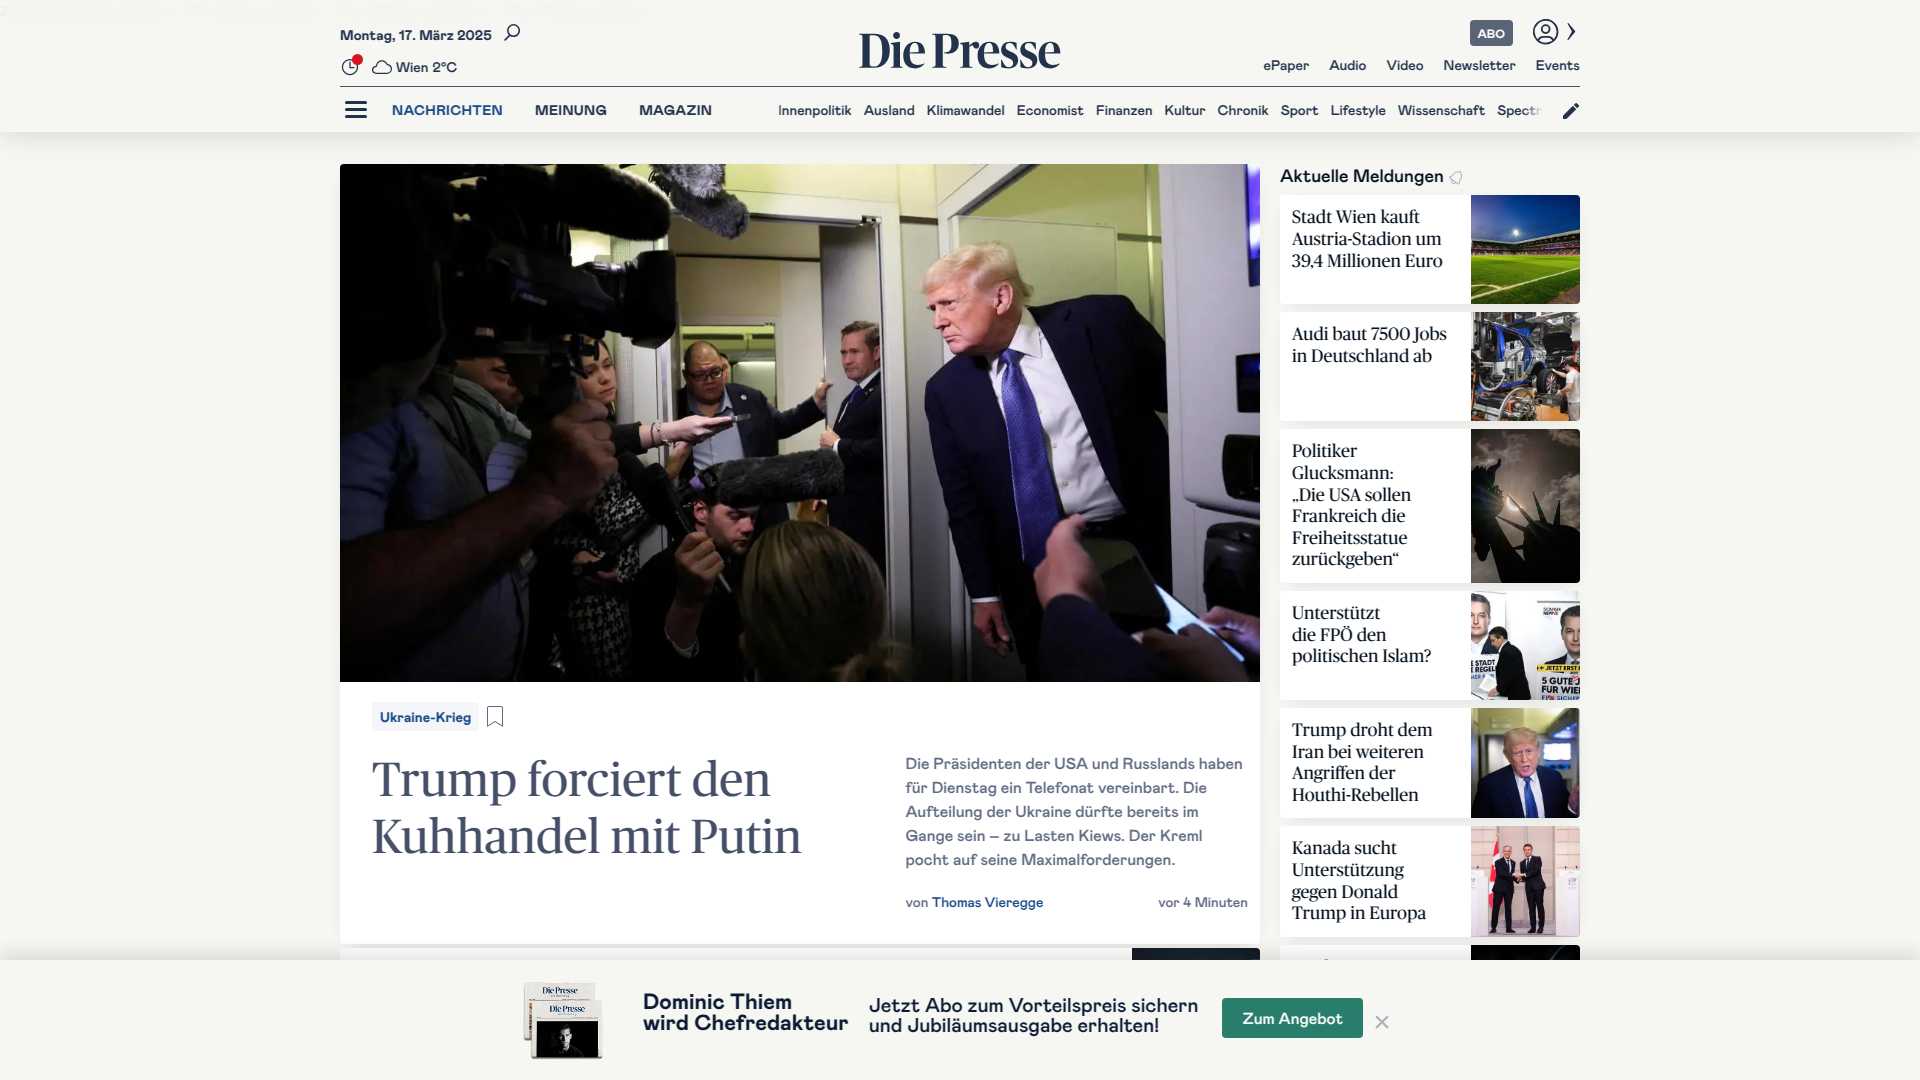 Montag, 17. März 2025
Wien 2°C
Die Presse
ABO
ePaper Audio Video Newsletter Events
NACHRICHTEN MEINUNG MAGAZIN
Innenpolitik Ausland Klimawandel Economist Finanzen Kultur Chronik Sport Lifestyle Wissenschaft
Ukraine-Krieg
Trump forciert den
Kuhhandel mit Putin
Die Präsidenten der USA und Russlands haben
für Dienstag ein Telefonat vereinbart. Die
Aufteilung der Ukraine dürfte bereits im
Gange sein – zu Lasten Kiews. Der Kreml
pocht auf seine Maximalforderungen.
von Thomas Vieregge
vor 4 Minuten
Aktuelle Meldungen
Stadt Wien kauft
Austria-Stadion um
39,4 Millionen Euro
Audi baut 7500 Jobs
in Deutschland ab
Politiker
Glucksmann:
„Die USA sollen
Frankreich die
Freiheitsstatue
zurückgeben“
Unterstützt
die FPÖ den
politischen Islam?
Trump droht dem
Iran bei weiteren
Angriffen der
Houthi-Rebellen
Kanada sucht
Unterstützung
gegen Donald
Trump in Europa
Die Presse
Die Presse
Dominic Thiem
wird Chefredakteur
Jetzt Abo zum Vorteilspreis sichern
und Jubiläumsausgabe erhalten!
Zum Angebot